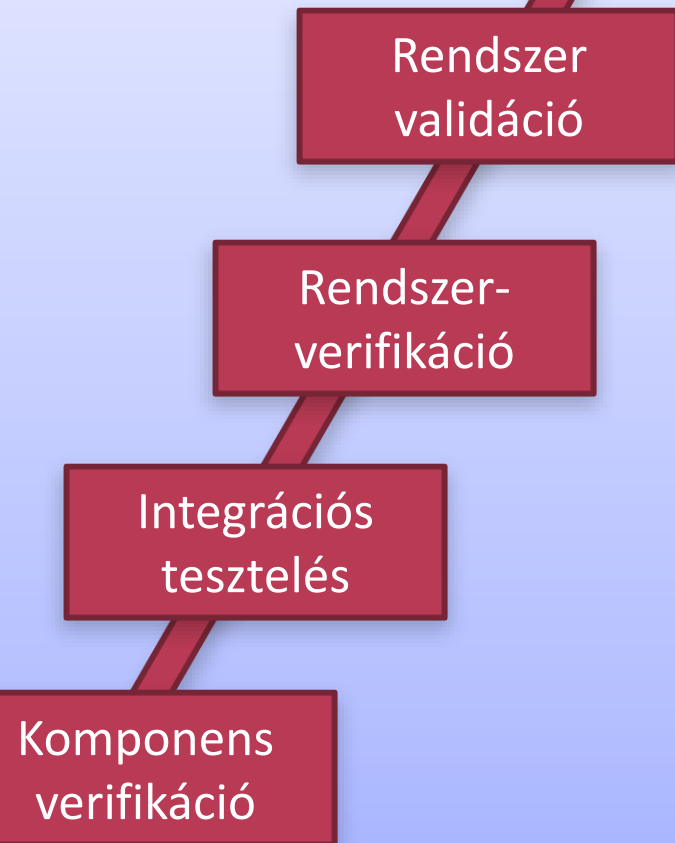 Rendszer
validáció
Rendszer-
verifikáció
Integrációs
tesztelés
Komponens
verifikáció